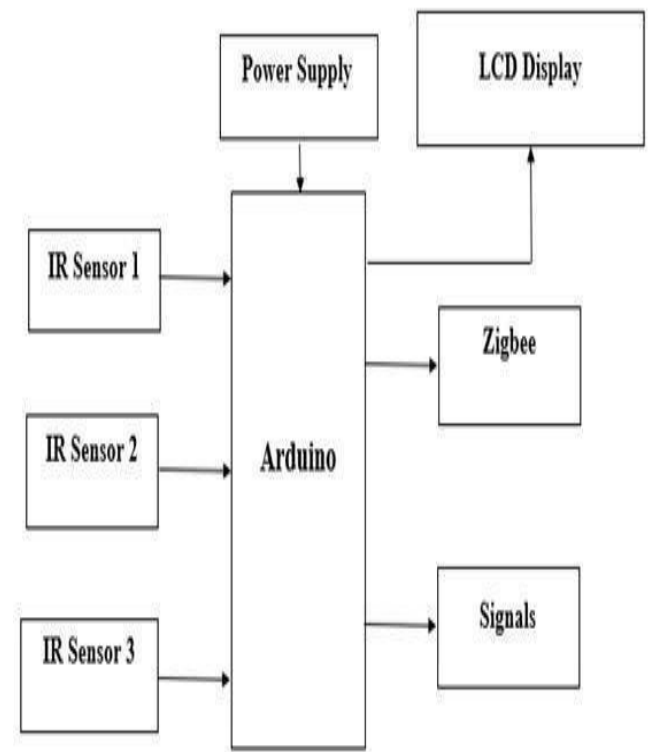 Power Supply
LCD Display
IR Sensor 1
Zigbee
IR Sensor 2
Arduino
Signals
IR Sensor 3